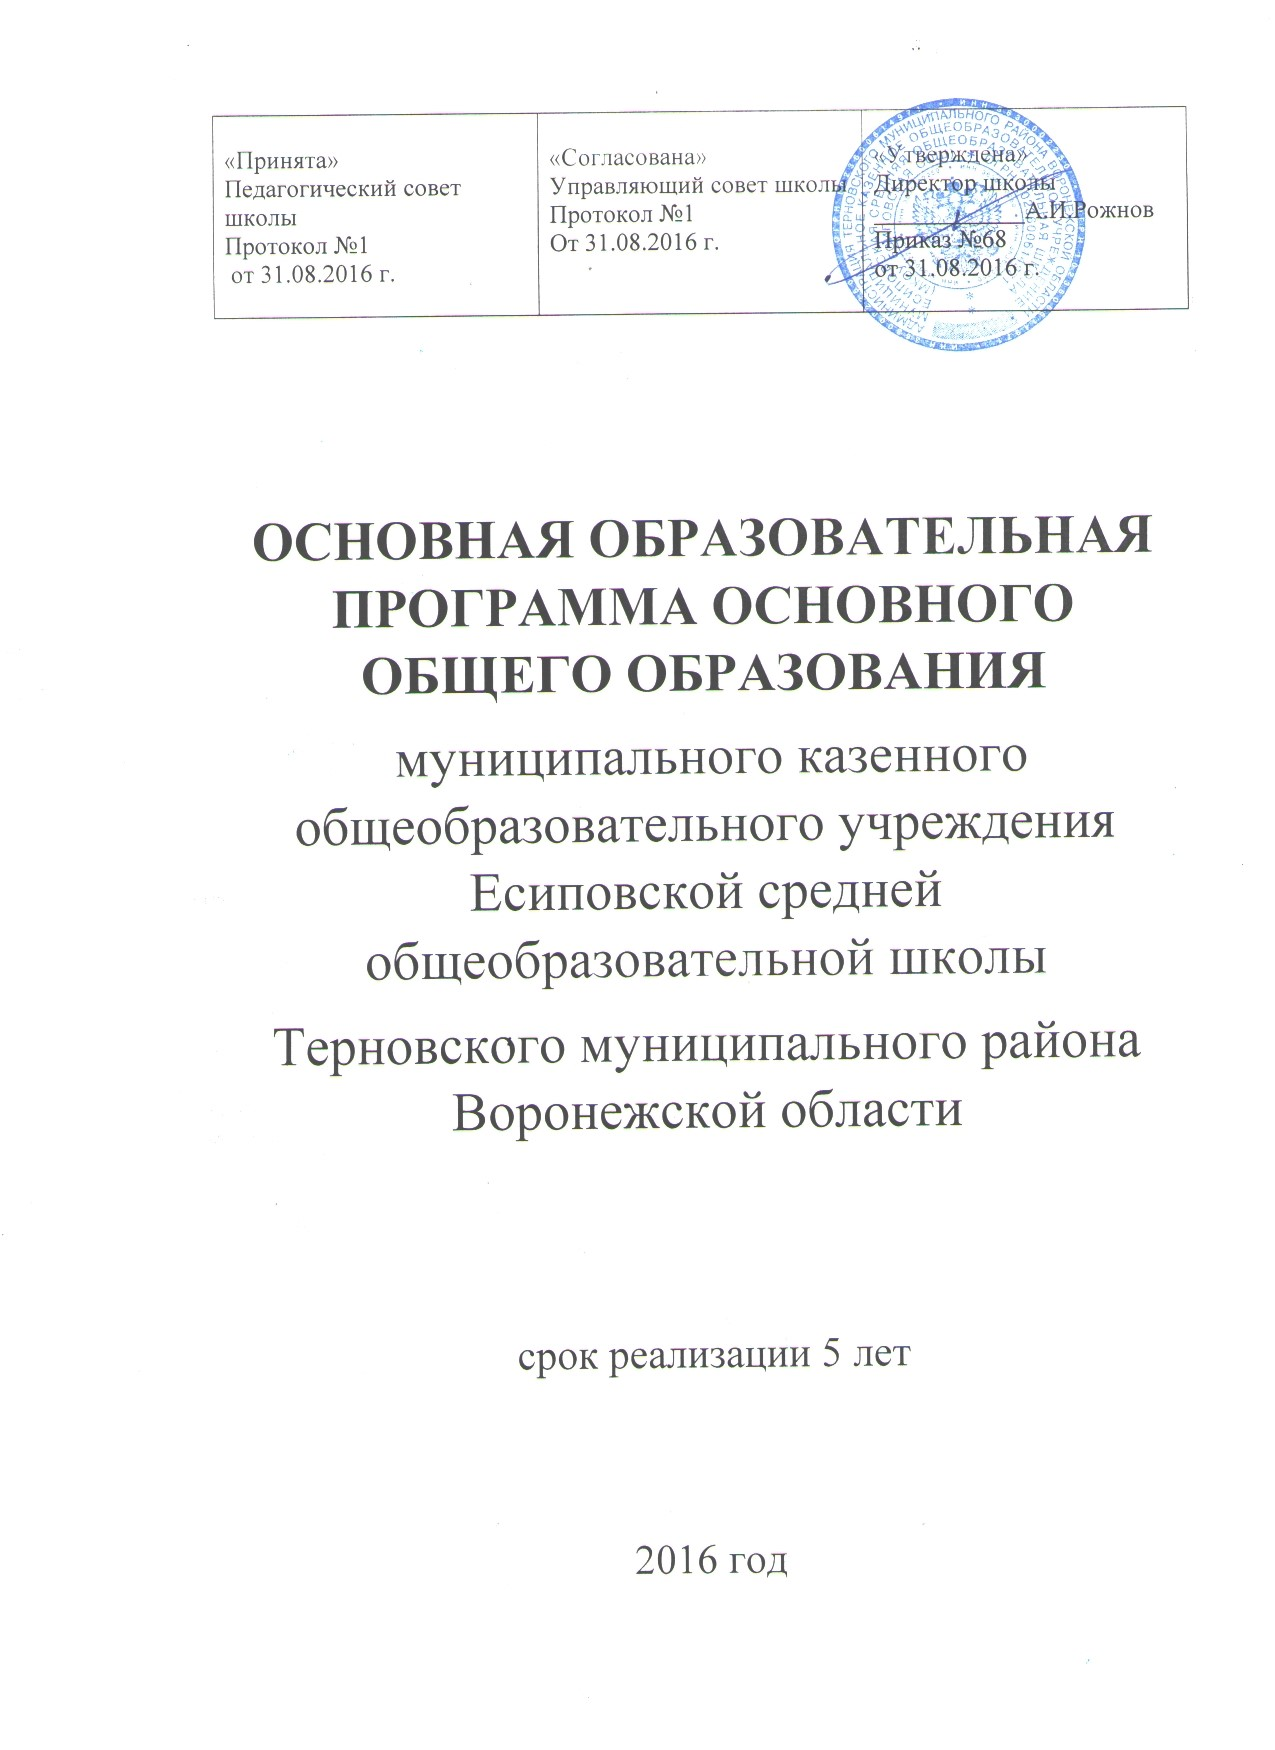 «Принята»
Педагогический совет
школы
Протокол №1
от 31.08.2016 г.
«Согласована»
Управляющий совет школы
Протокол №1
От 31.08.2016 г.
«Утверждена»
Директор школы
А.И.Рожнов
Приказ №68
от 31.08.2016 г.
ОСНОВНАЯ ОБРАЗОВАТЕЛЬНАЯ
ПРОГРАММА ОСНОВНОГО
ОБЩЕГО ОБРАЗОВАНИЯ
муниципального казенного
общеобразовательного учреждения
Есиповской средней
общеобразовательной школы
Терновского муниципального района
Воронежской области
срок реализации 5 лет
2016 год